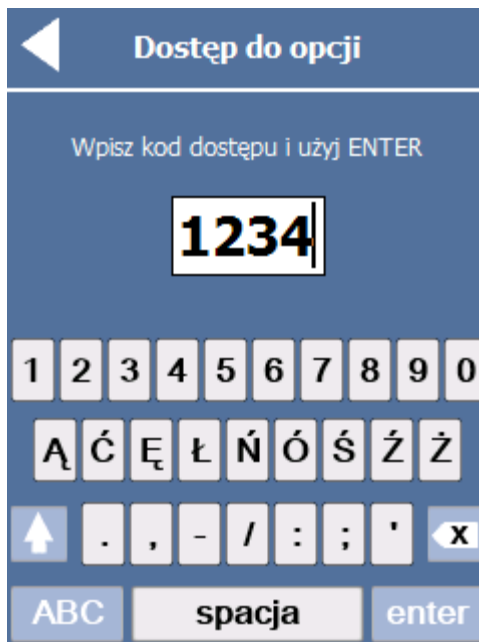 Dostęp do opcji
Wpisz kod dostępu i użyj ENTER
1234
1 2 3 4 5 6 7 8 9 0
Ą Ć Ę Ł Ń Ó Ś Ź Ż
. , - / : ; ' x
ABC spacja enter